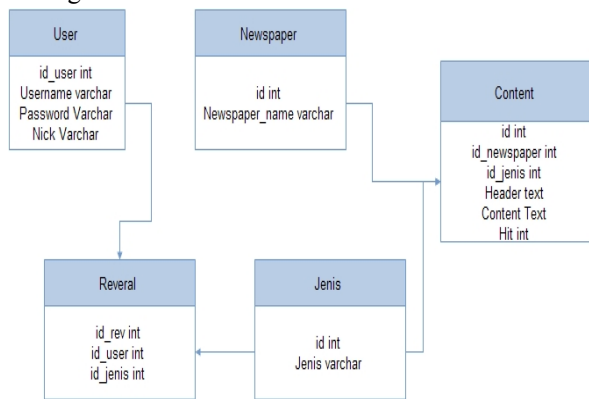 User
id_user int
Username varchar
Password Varchar
Nick Varchar
Newspaper
id int
Newspaper_name varchar
Content
id int
id_newspaper int
id_jenis int
Header text
Content Text
Hit int
Reveral
id_rev int
id_user int
id_jenis int
Jenis
id int
Jenis varchar